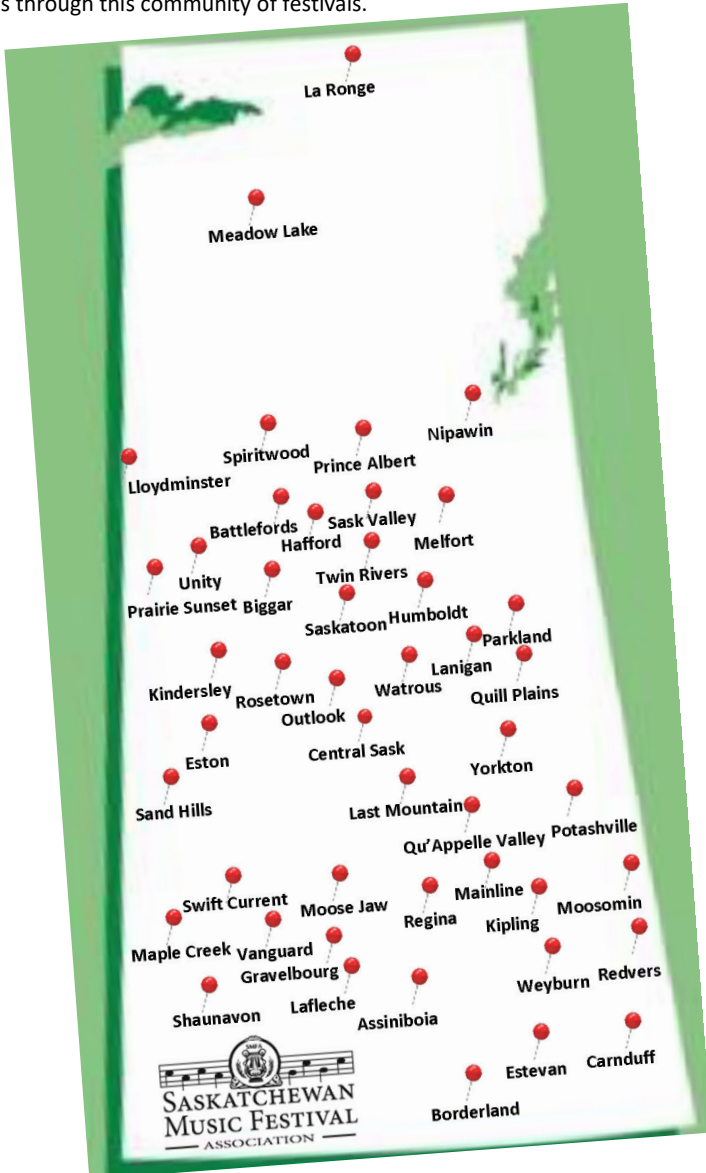 s through this community of festivals.
La Ronge
Meadow Lake
Nipawin
Spiritwood
Prince Albert
Lloydminster
Battlefords
Sask Valley
Hafford
Melfort
Unity
Twin Rivers
Prairie Sunset
Biggar
Saskatoon
Humboldt
Parkland
Lanigan
Kindersley
Rosetown
Watrous
Quill Plains
Outlook
Central Sask
Eston
Yorkton
Sand Hills
Last Mountain
Qu'Appelle Valley
Potashville
Swift Current
Moose Jaw
Mainline
Regina
Kipling
Moosomin
Maple Creek
Vanguard
Gravelbourg
Weyburn
Redvers
Lafleche
Shaunavon
Assiniboia
Estevan
Carnduff
Borderland
SMFA
SASKATCHEWAN
MUSIC FESTIVAL
ASSOCIATION